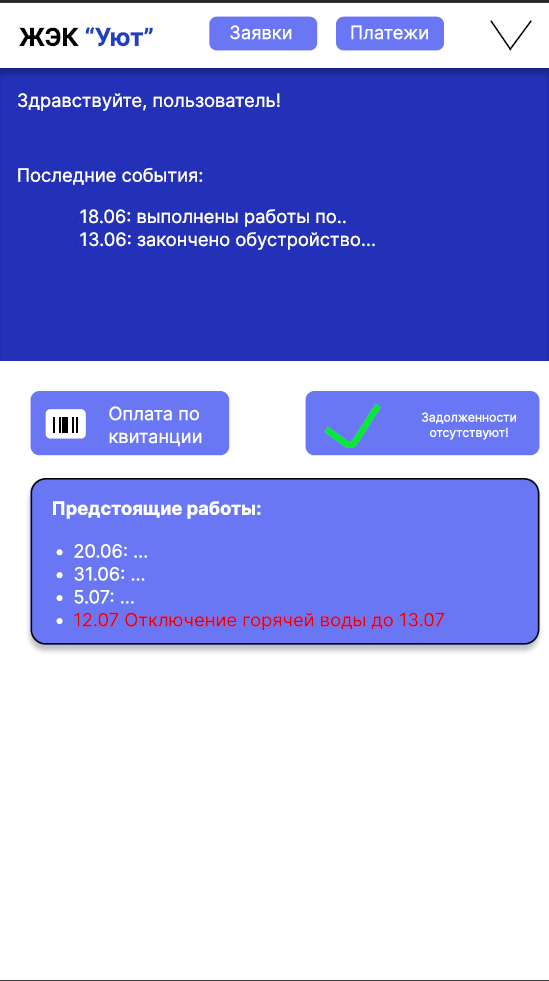 ЖЭК “Уют”
Заявки
Платежи
Здравствуйте, пользователь!
Последние события:
18.06: выполнены работы по..
13.06: закончено обустройство...
Оплата по
квитанции
Задолженности
отсутствуют!
Предстоящие работы:
• 20.06: ...
• 31.06: ...
• 5.07: ...
• 12.07 Отключение горячей воды до 13.07